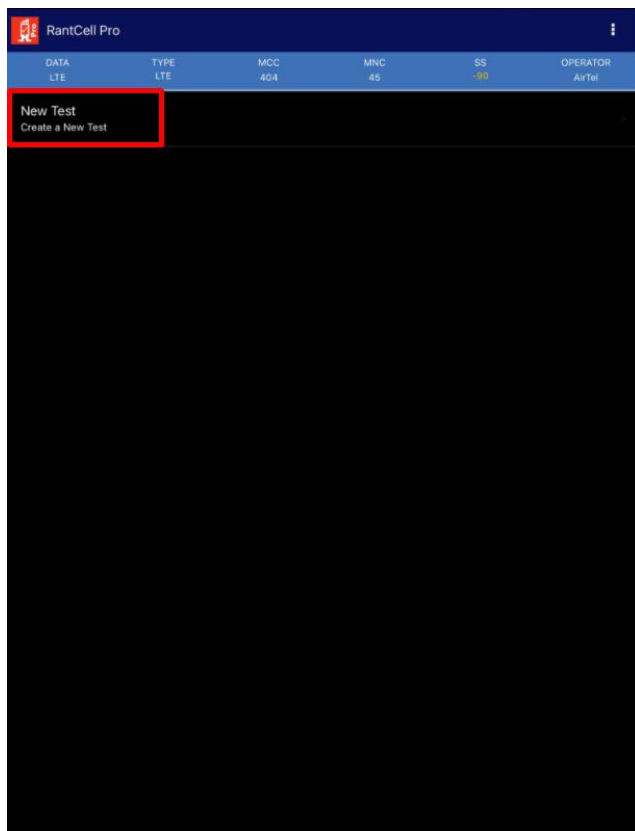 Pro
RantCell Pro
DATA TYPE MCC MNC SS OPERATOR
LTE LTE 404 45 -90 AirTel
New Test
Create a New Test